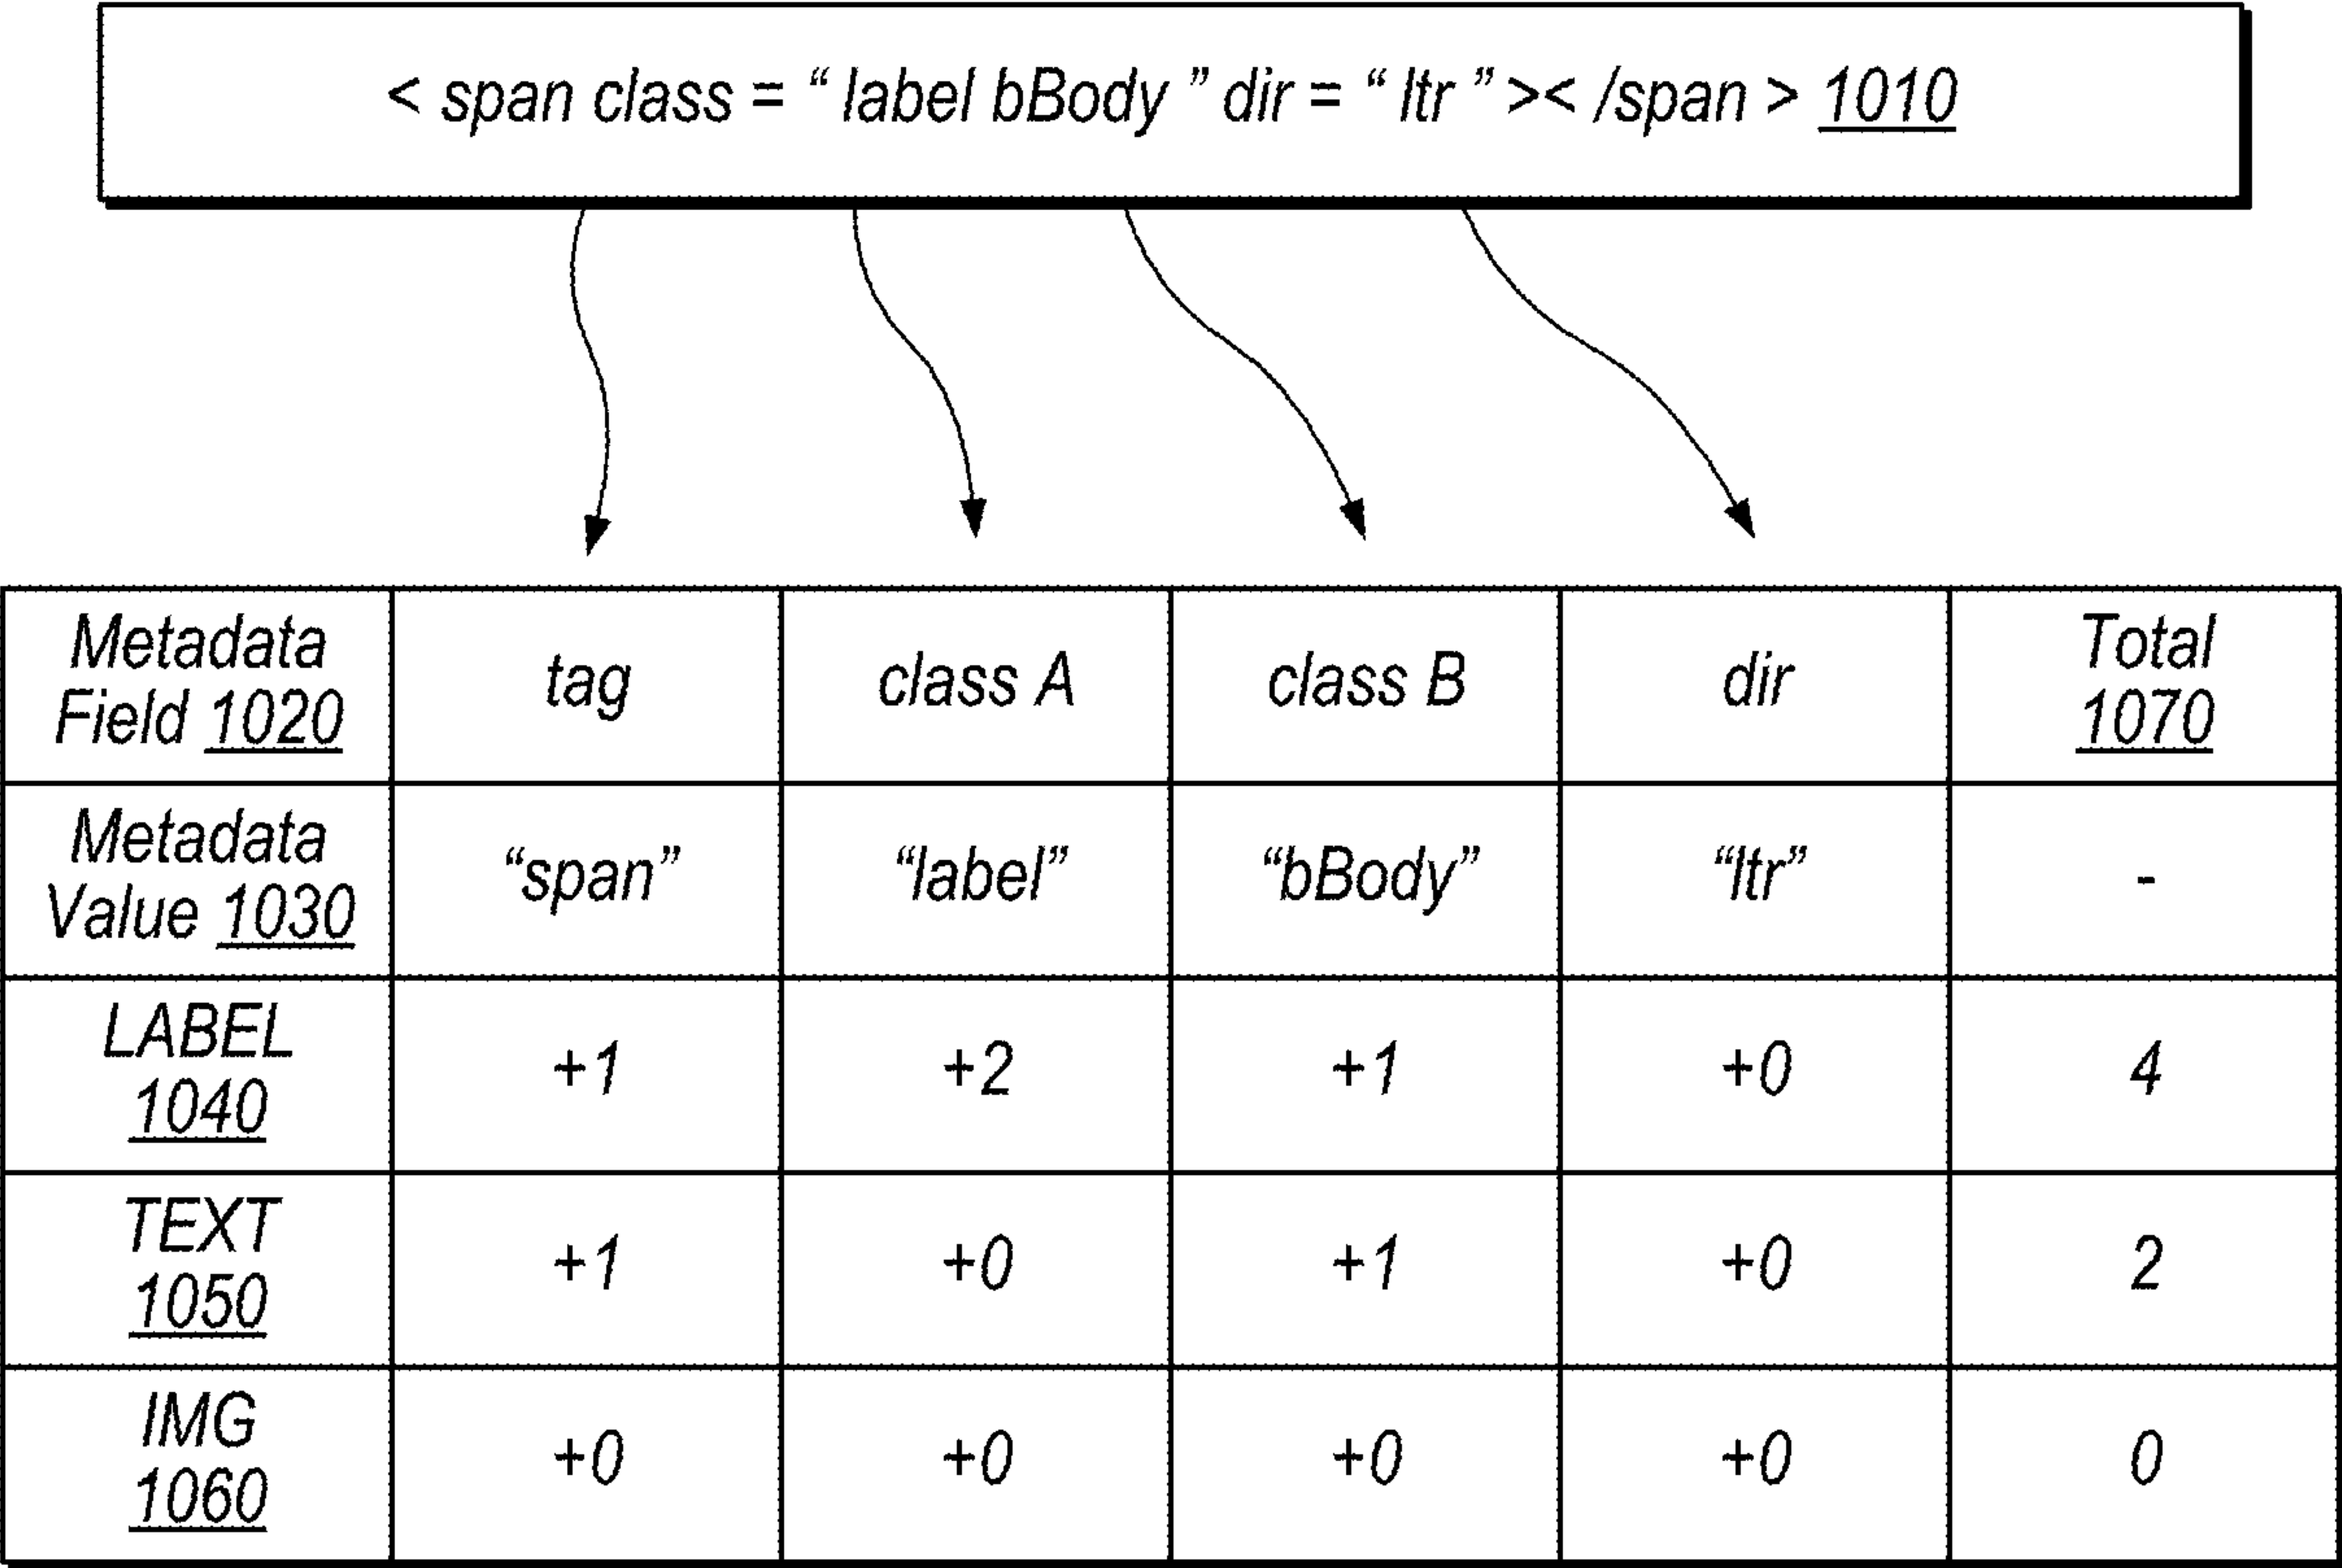 < span class = “ label bBody ” dir = “ ltr ” >< /span > 1010
Metadata
Field 1020
tag
class A
class B
dir
Total
1070
Metadata
Value 1030
“span”
“label”
“bBody”
“ltr”
-
LABEL
1040
+1
+2
+1
+0
4
TEXT
1050
+1
+0
+1
+0
2
IMG
1060
+0
+0
+0
+0
0